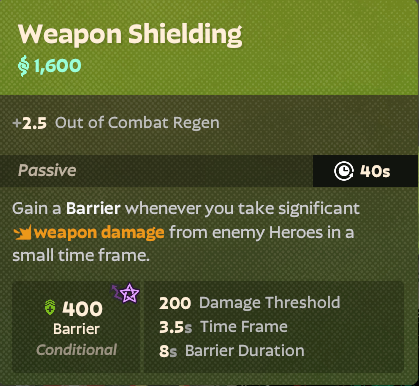 Weapon Shielding
1,600
+2.5 Out of Combat Regen
Passive
40s
Gain a Barrier whenever you take significant
weapon damage from enemy Heroes in a
small time frame.
400
Barrier
Conditional
200 Damage Threshold
3.5s Time Frame
8s Barrier Duration